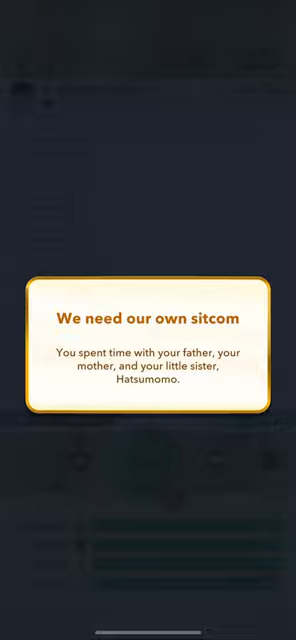 We need our own sitcom
You spent time with your father, your
mother, and your little sister,
Hatsumomo.